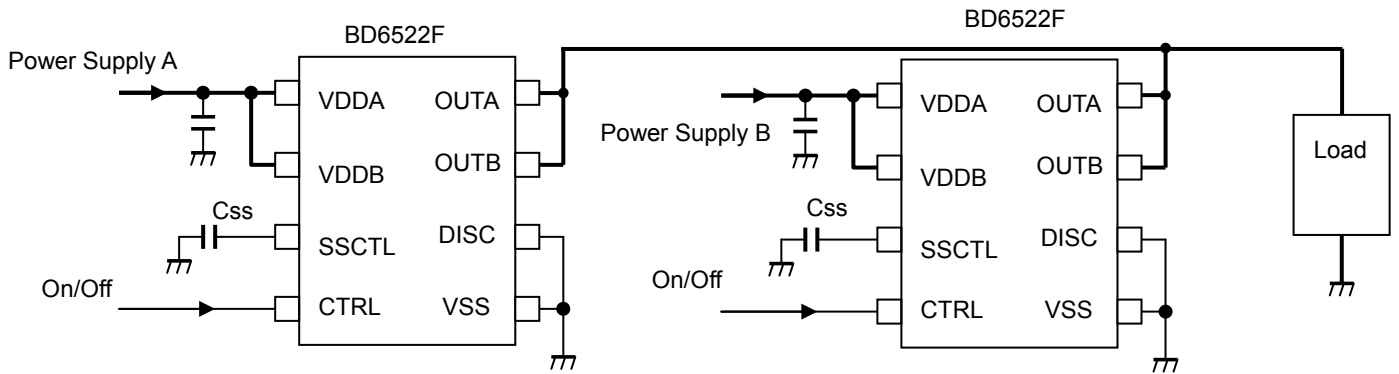 BD6522F
Power Supply A
VDDA
OUTA
VDDB
OUTB
Css
SSCTL
DISC
On/Off
CTRL
VSS
BD6522F
Power Supply B
VDDA
OUTA
VDDB
OUTB
Css
SSCTL
DISC
On/Off
CTRL
VSS
Load